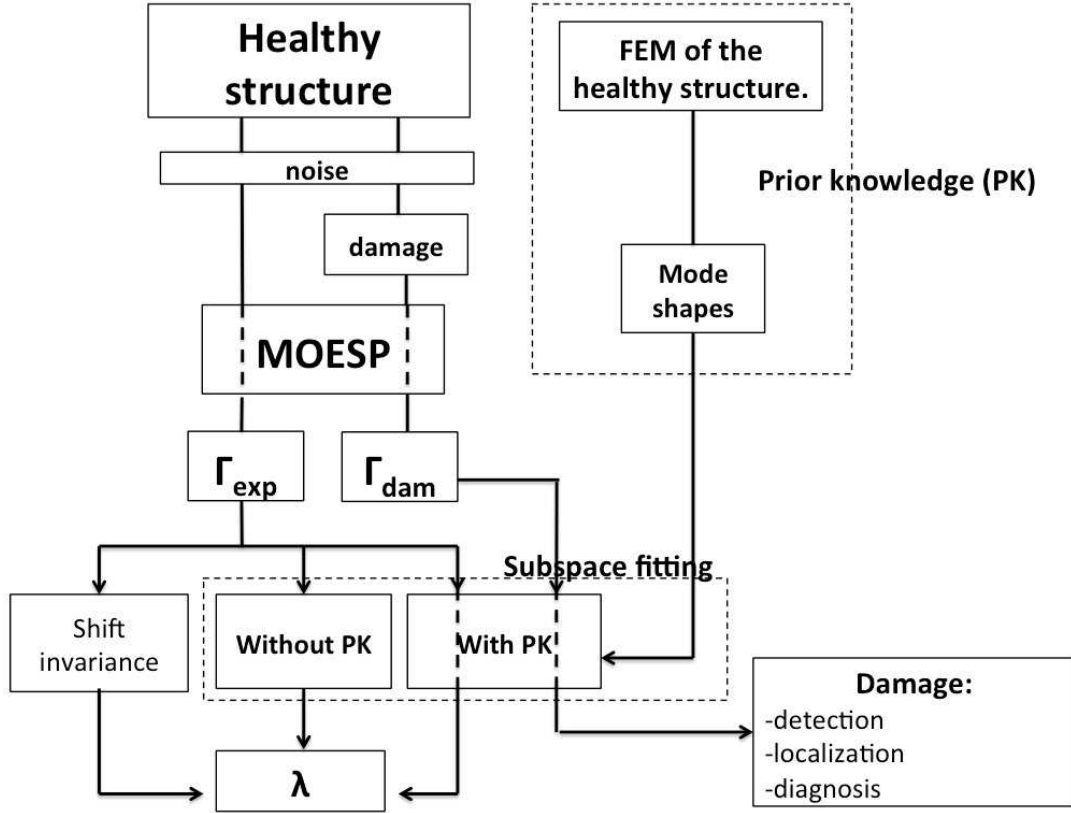 Healthy
structure
FEM of the
healthy structure.
noise
Prior knowledge (PK)
damage
Mode
shapes
MOESP
Γexp
Γdam
Subspace fitting
Shift
invariance
Without PK
With PK
Damage:
-detection
-localization
-diagnosis
λ